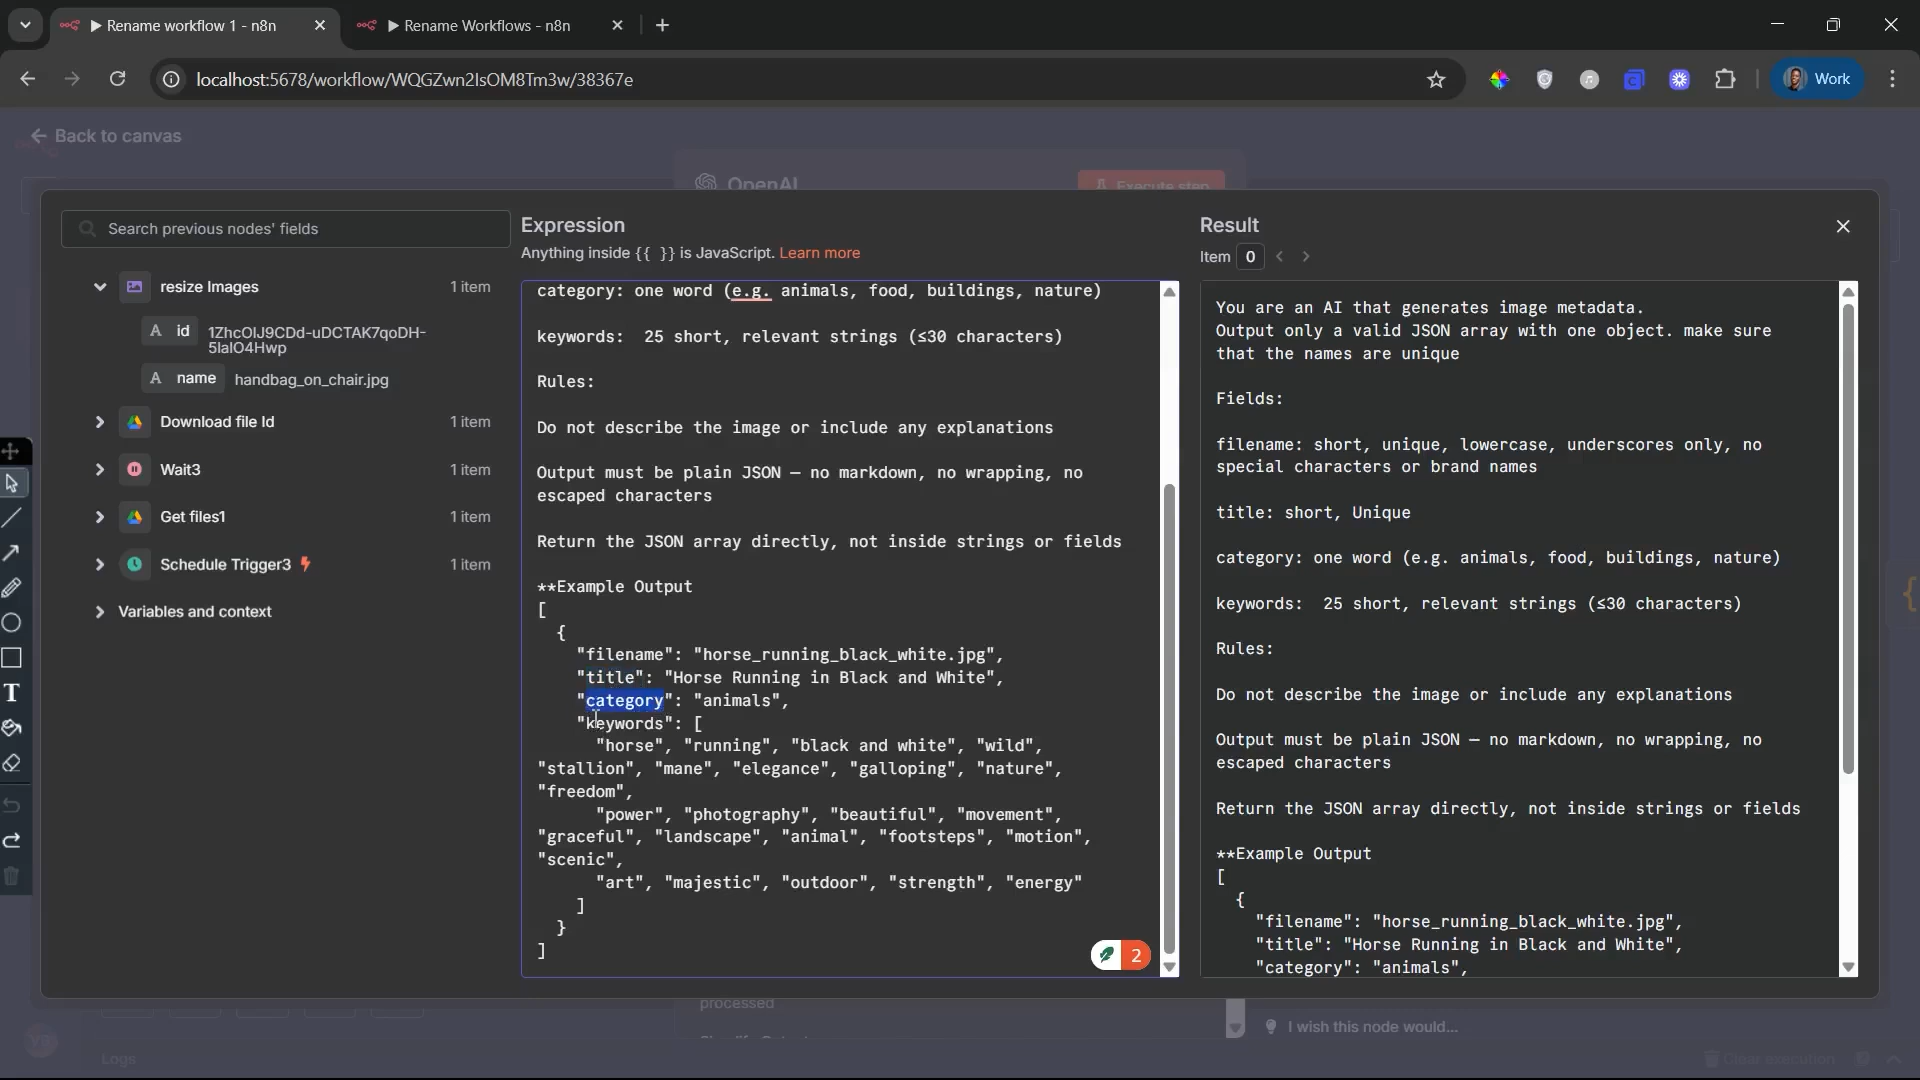 Rename workflow 1 - n8n
Rename Workflows - n8n
localhost:5678/workflow/WQGZwn2IsOM8Tm3w/38367e
Work
Back to canvas
OpenAI
Execute step
Search previous nodes' fields
resize Images
1 item
A id
1ZhcOIJ9CDd-uDCTAK7qoDH-
5lalO4Hwp
A name
handbag_on_chair.jpg
Download file Id
1 item
Wait3
1 item
Get files1
1 item
Schedule Trigger3
1 item
Variables and context
T
Expression
Anything inside {{ }} is JavaScript. Learn more
category: one word (e.g. animals, food, buildings, nature)
keywords:  25 short, relevant strings (≤30 characters)
Rules:
Do not describe the image or include any explanations
Output must be plain JSON — no markdown, no wrapping, no
escaped characters
Return the JSON array directly, not inside strings or fields
**Example Output
[
{
"filename": "horse_running_black_white.jpg",
"title": "Horse Running in Black and White",
"category": "animals",
"keywords": [
"horse", "running", "black and white", "wild",
"stallion", "mane", "elegance", "galloping", "nature",
"freedom",
"power", "photography", "beautiful", "movement",
"graceful", "landscape", "animal", "footsteps", "motion",
"scenic",
"art", "majestic", "outdoor", "strength", "energy"
]
}
]
2
Result
Item 0
You are an AI that generates image metadata.
Output only a valid JSON array with one object. make sure
that the names are unique
Fields:
filename: short, unique, lowercase, underscores only, no
special characters or brand names
title: short, Unique
category: one word (e.g. animals, food, buildings, nature)
keywords:  25 short, relevant strings (≤30 characters)
Rules:
Do not describe the image or include any explanations
Output must be plain JSON — no markdown, no wrapping, no
escaped characters
Return the JSON array directly, not inside strings or fields
**Example Output
[
{
"filename": "horse_running_black_white.jpg",
"title": "Horse Running in Black and White",
"category": "animals",
processed
I wish this node would...
Logs
Clear execution